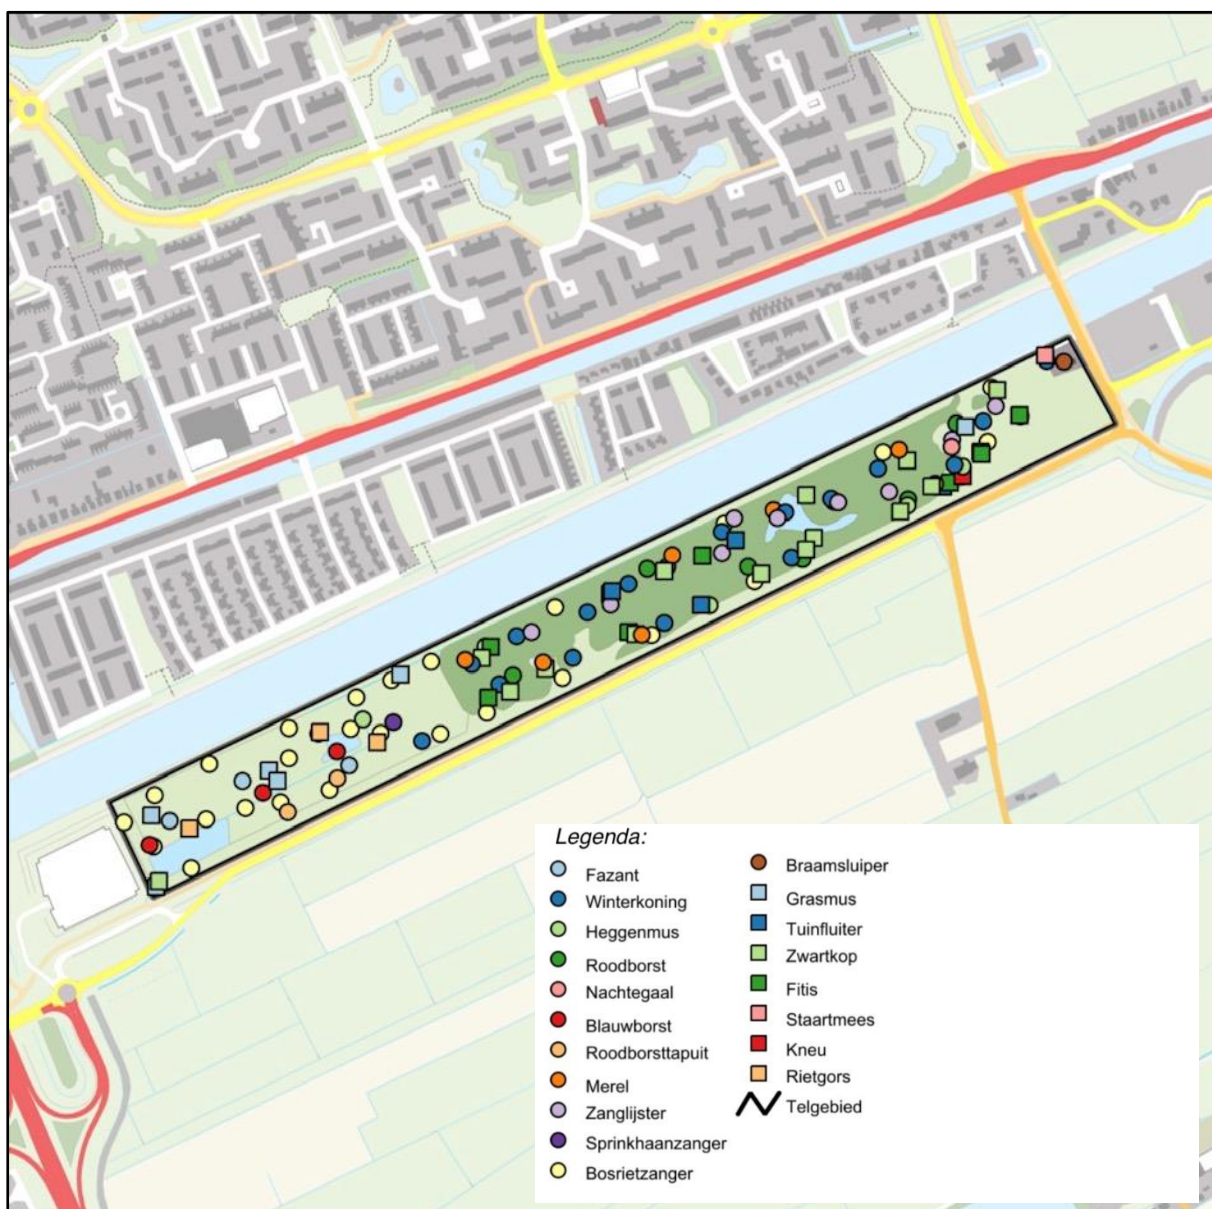 Legenda:
Fazant
Winterkoning
Heggenmus
Roodborst
Nachtegaal
Blauwborst
Roodborsttapuit
Merel
Zanglijster
Sprinkhaanzanger
Bosrietzanger
Braamsluiper
Grasmus
Tuinfluiter
Zwartkop
Fitis
Staartmees
Kneu
Rietgors
Telgebied